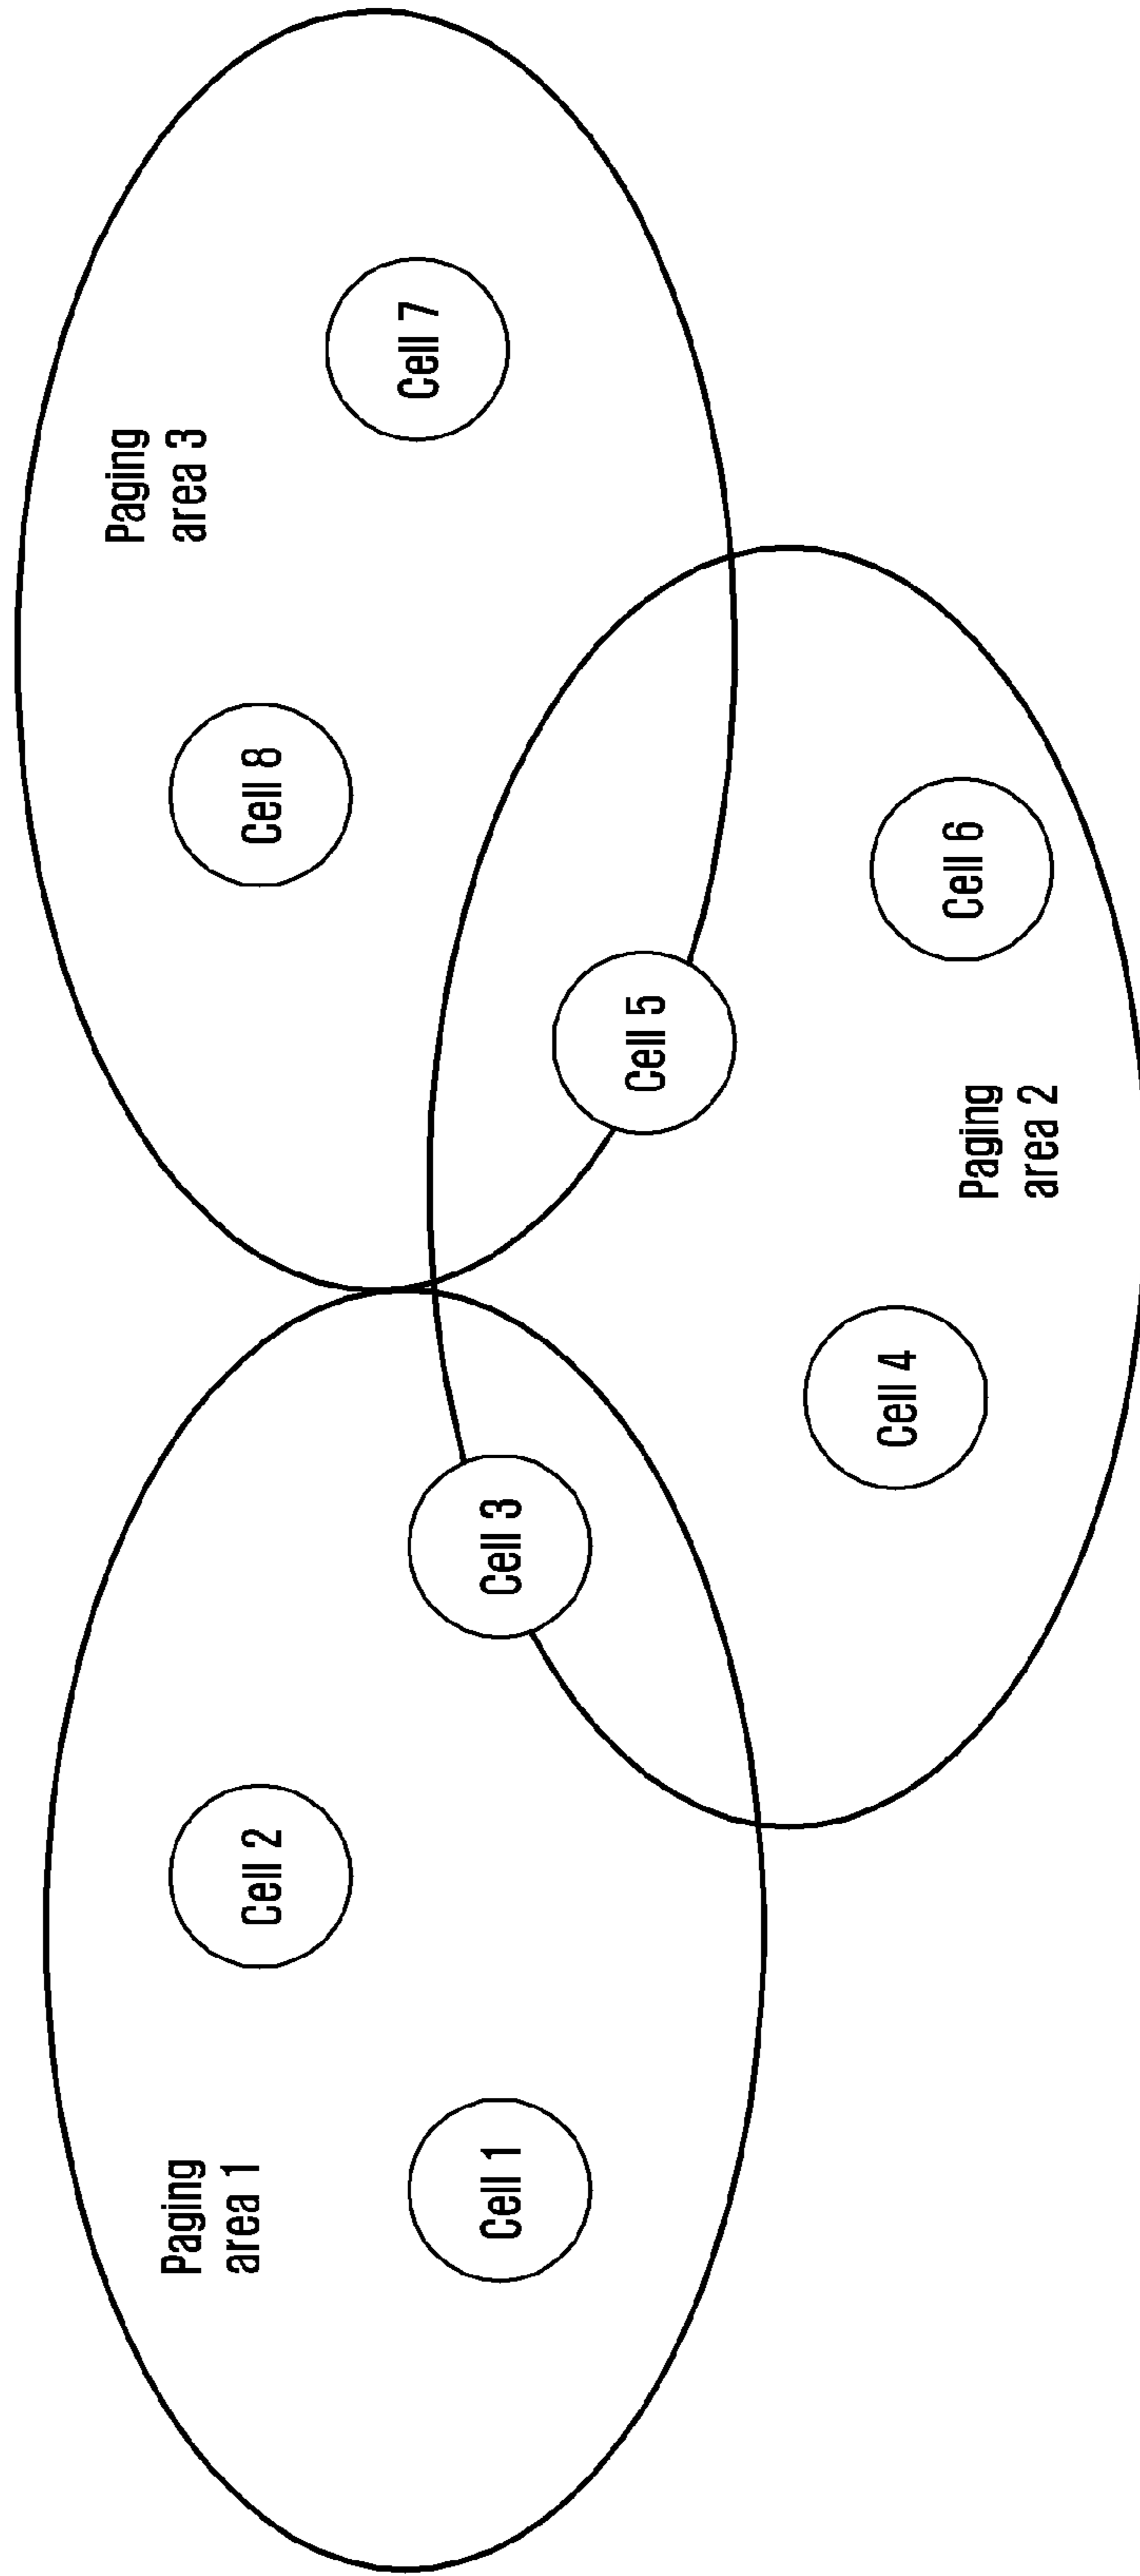 Paging
area 1
Cell 1
Cell 2
Cell 3
Cell 4
Paging
area 2
Cell 5
Cell 6
Cell 8
Paging
area 3
Cell 7